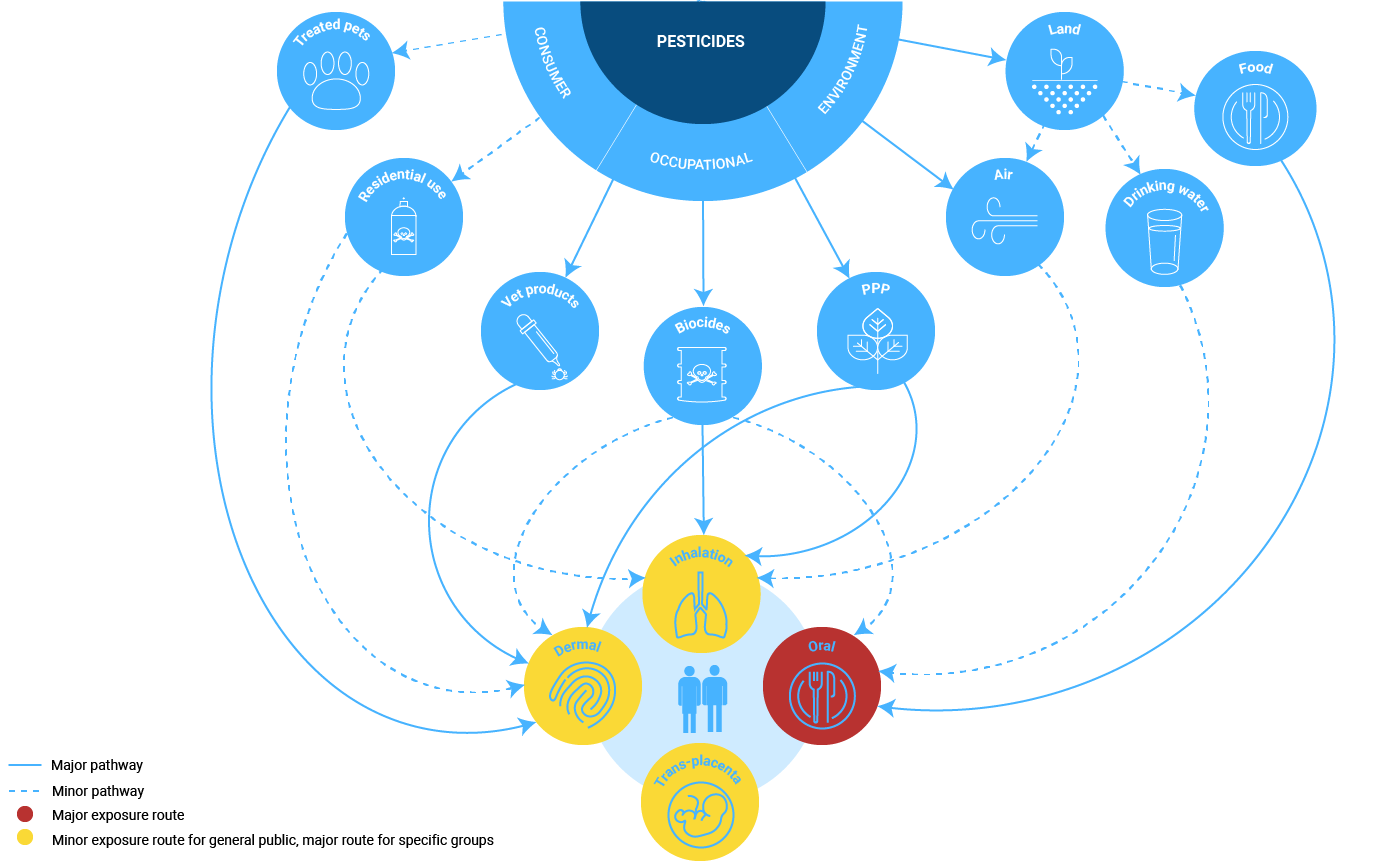 PESTICIDES
CONSUMER
OCCUPATIONAL
ENVIRONMENT
Treated pets
Land
Food
Residential use
Air
Drinking water
Vet products
Biocides
PPP
Inhalation
Dermal
Oral
Trans-placenta
Major pathway
Minor pathway
Major exposure route
Minor exposure route for general public, major route for specific groups